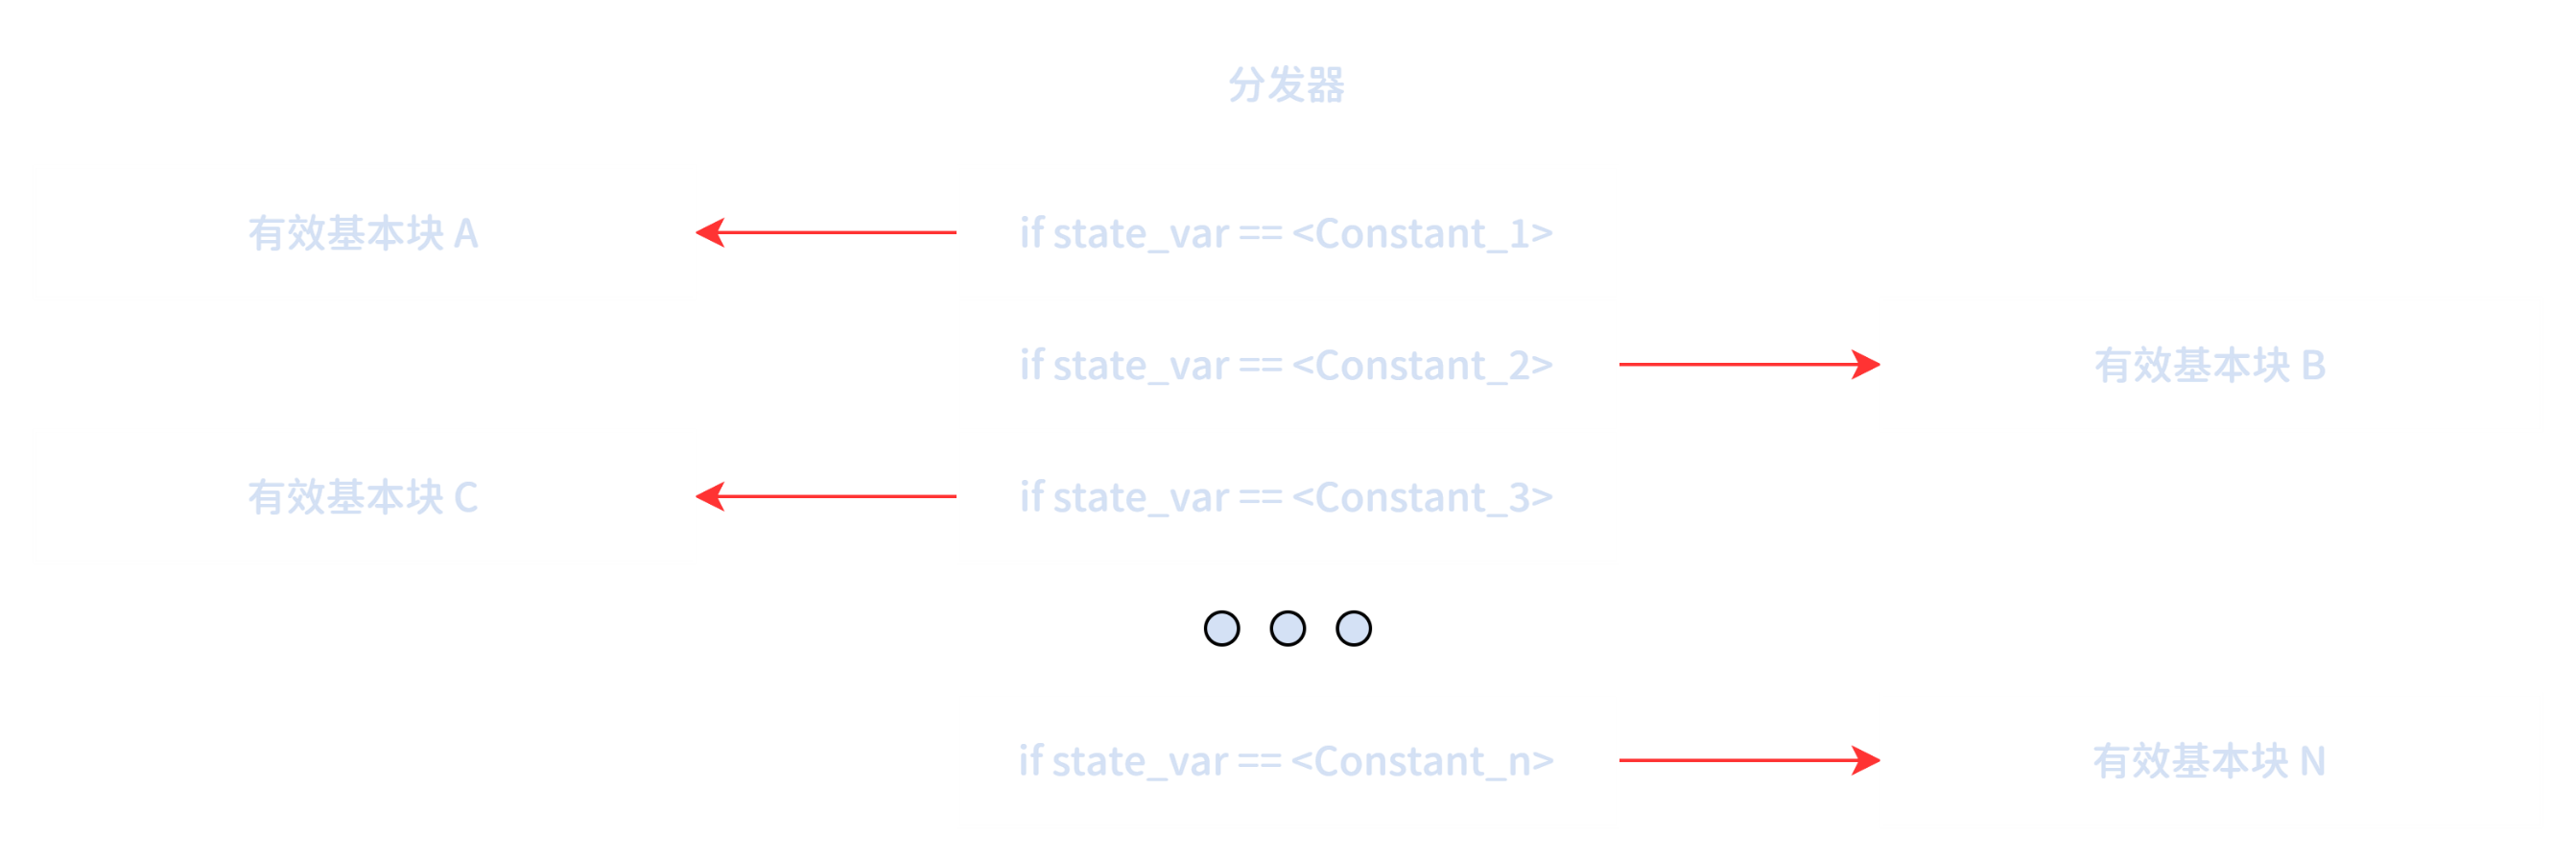 分发器
有效基本块 A
if state_var == <Constant_1>
if state_var == <Constant_2>
有效基本块 B
有效基本块 C
if state_var == <Constant_3>
if state_var == <Constant_n>
有效基本块 N